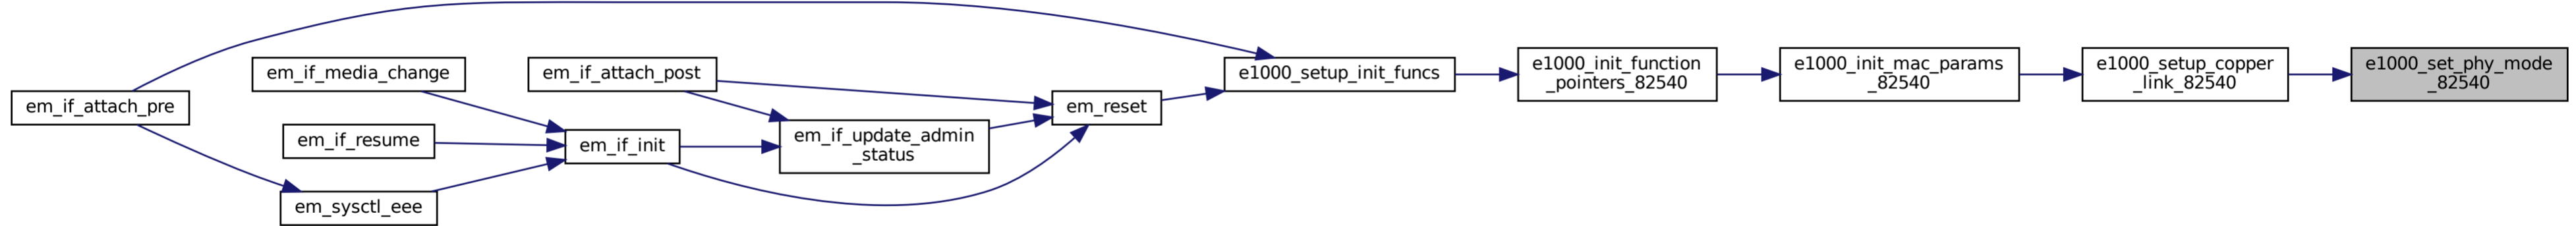 em_if_attach_pre
em_if_media_change
em_if_resume
em_sysctl_eee
em_if_attach_post
em_if_init
em_if_update_admin
_status
em_reset
e1000_setup_init_funcs
e1000_init_function
_pointers_82540
e1000_init_mac_params
_82540
e1000_setup_copper
_link_82540
e1000_set_phy_mode
_82540